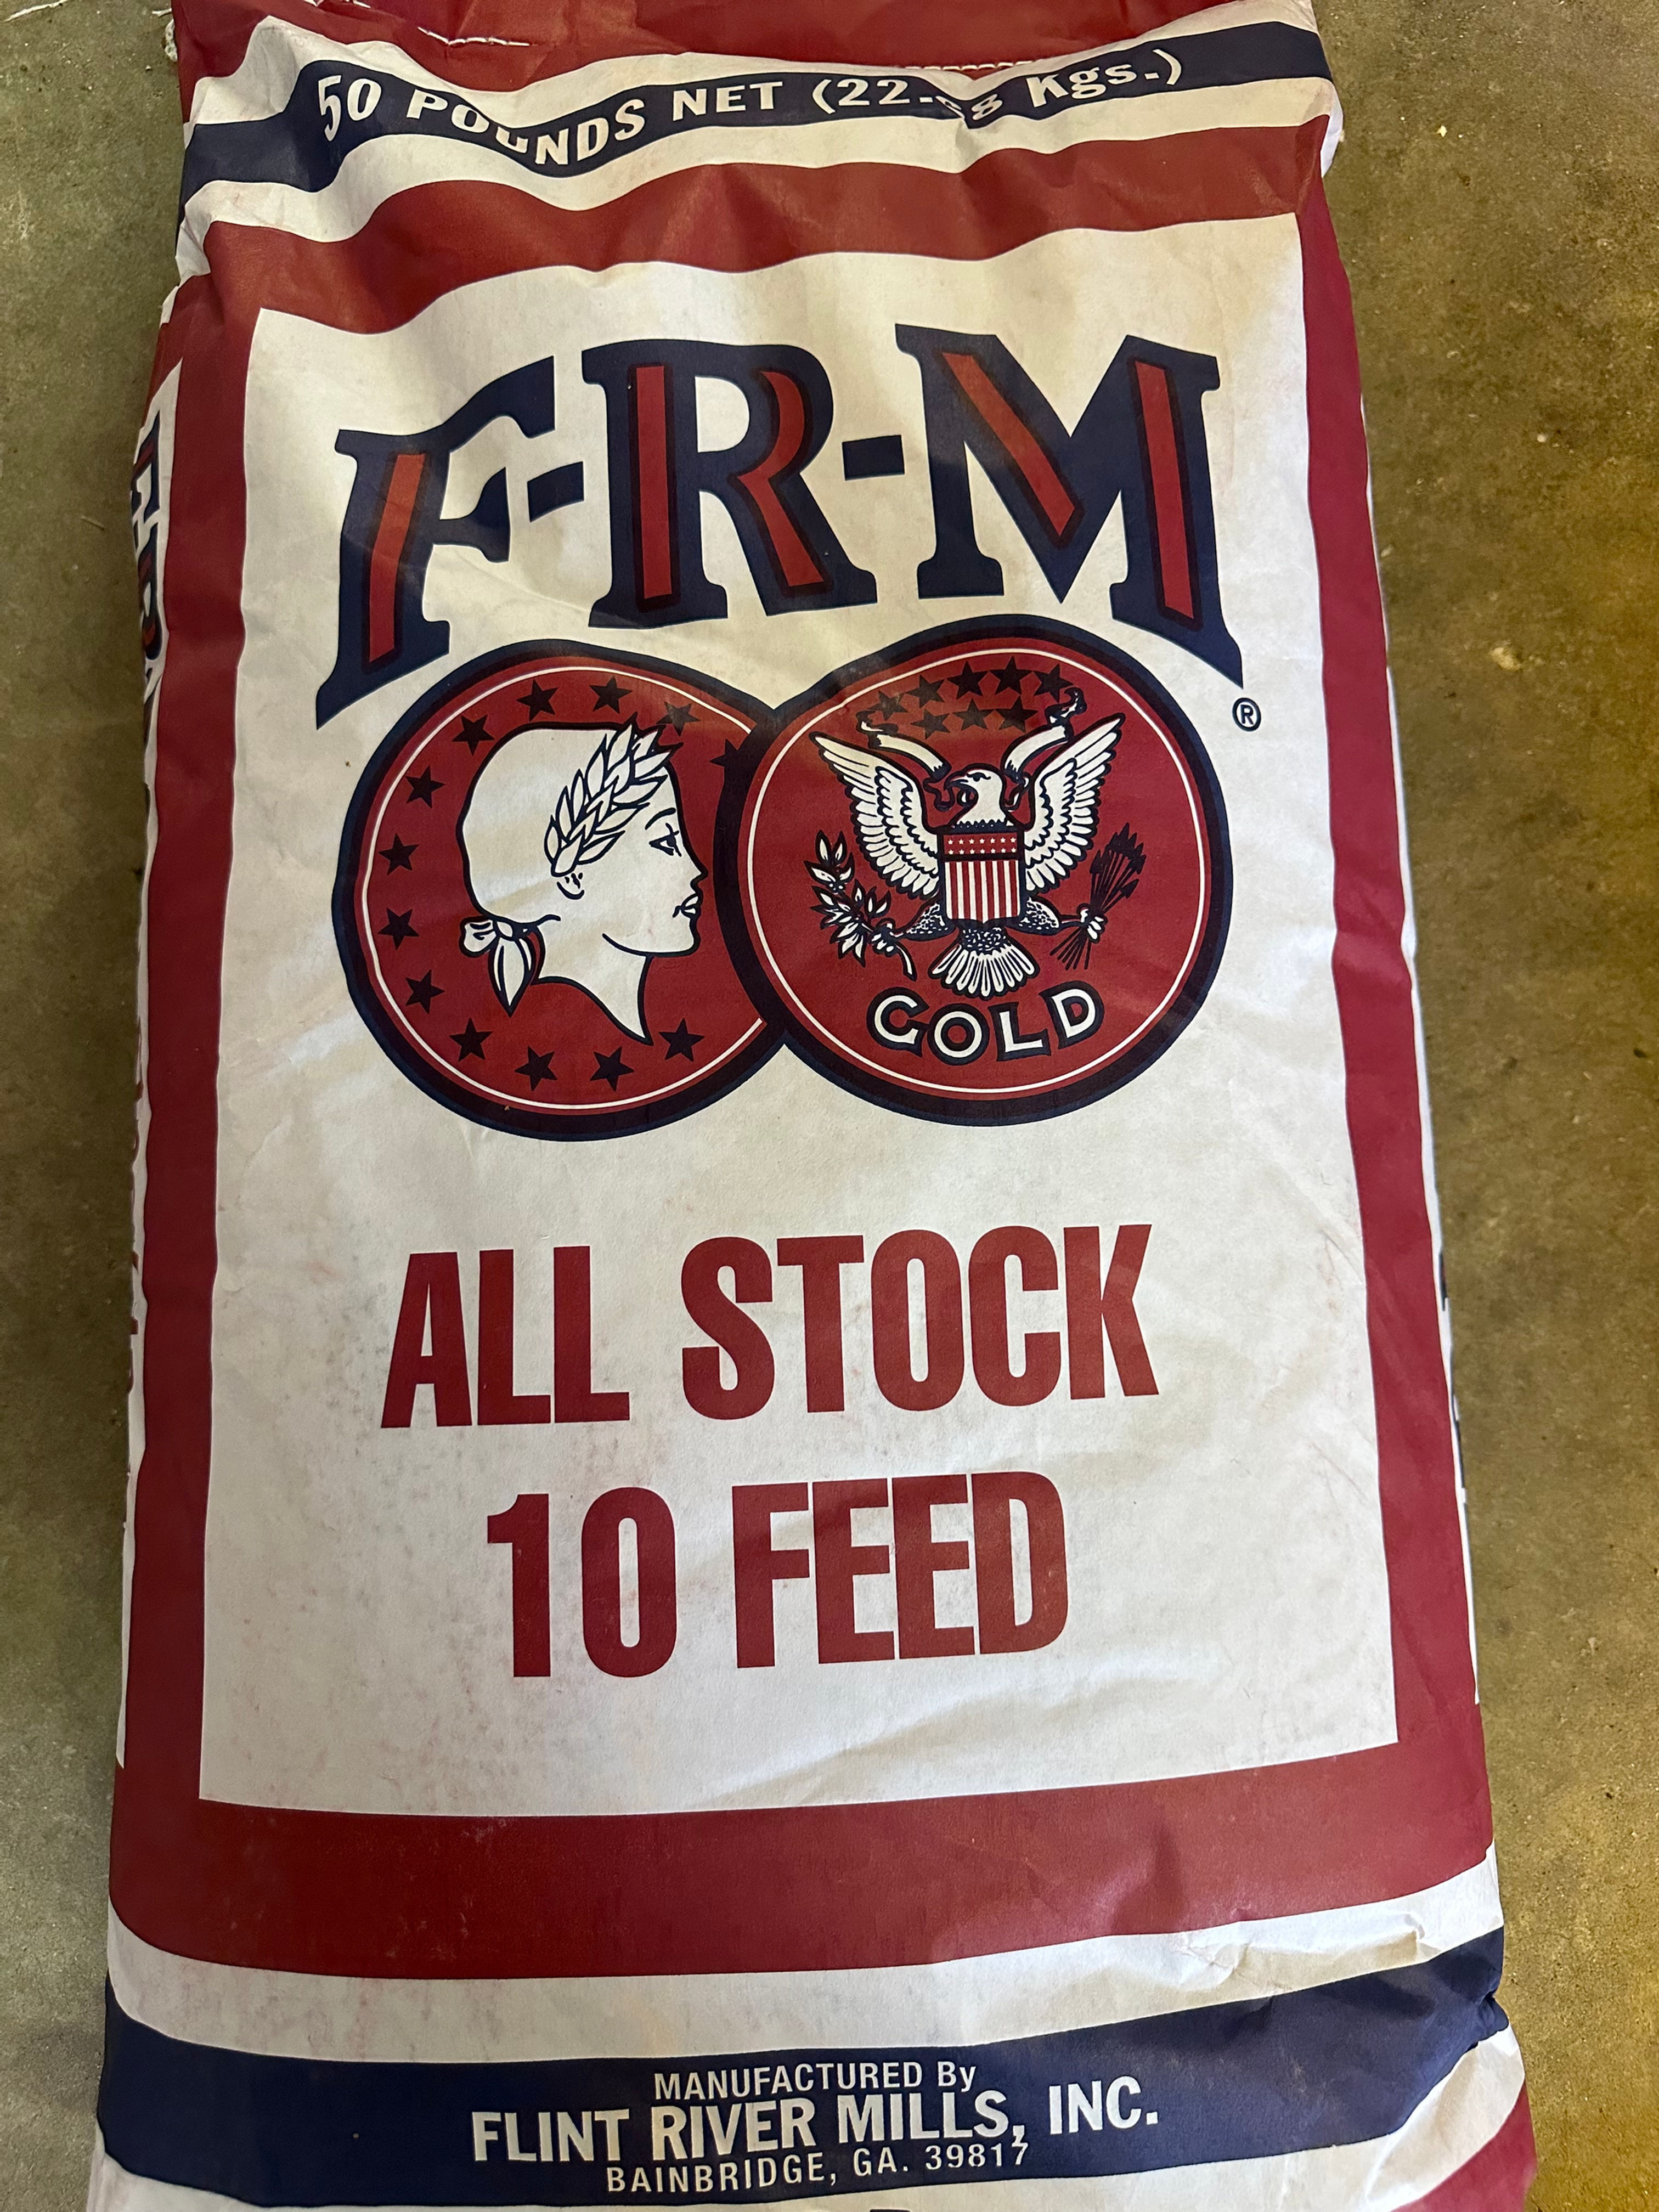 50 POUNDS NET (22. 8 Kgs.)
F-R-M
®
GOLD
ALL STOCK
10 FEED
MANUFACTURED By
FLINT RIVER MILLS, INC.
BAINBRIDGE, GA. 39817